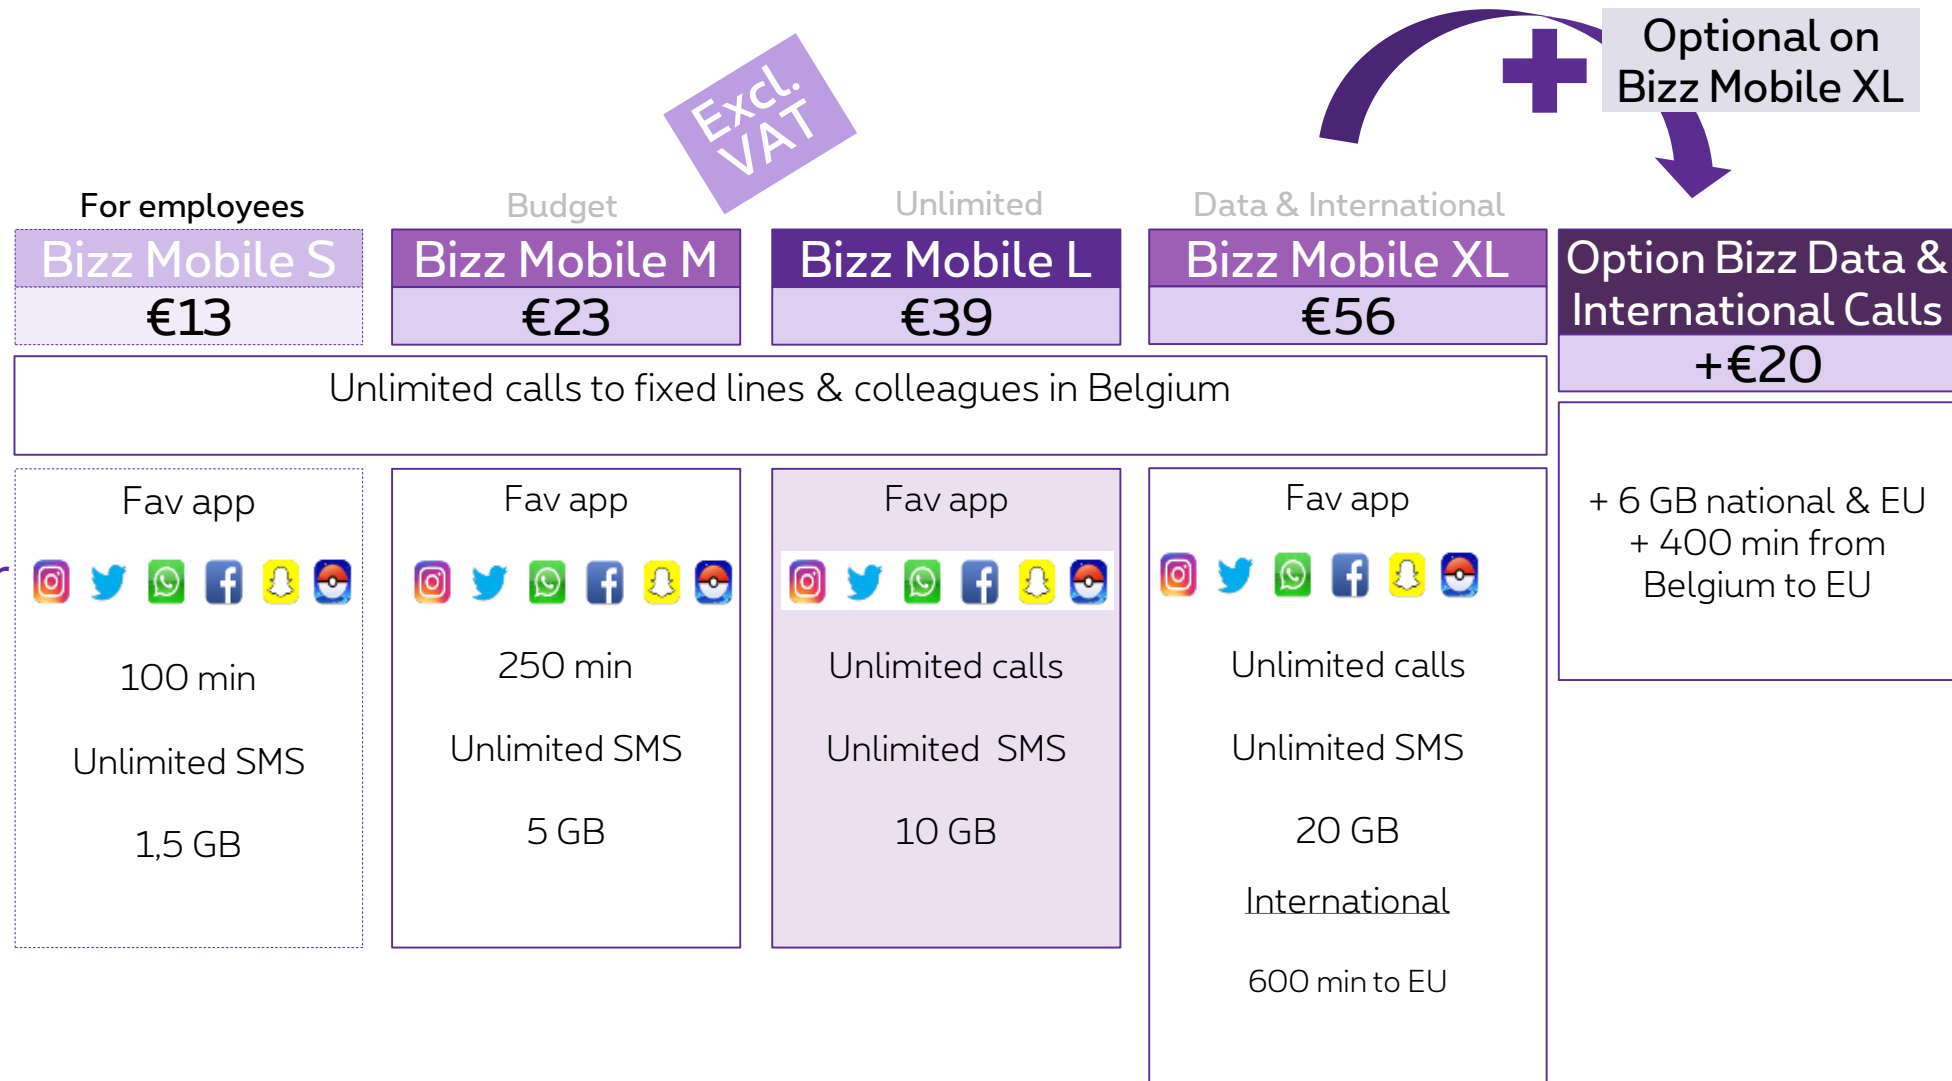 Optional on
Bizz Mobile XL
Excl.
VAT
For employees
Bizz Mobile S
€13
Budget
Bizz Mobile M
€23
Unlimited
Bizz Mobile L
€39
Data & International
Bizz Mobile XL
€56
Option Bizz Data &
International Calls
+€20
Unlimited calls to fixed lines & colleagues in Belgium
Fav app
100 min
Unlimited SMS
1,5 GB
Fav app
250 min
Unlimited SMS
5 GB
Fav app
Unlimited calls
Unlimited  SMS
10 GB
Fav app
Unlimited calls
Unlimited SMS
20 GB
International
600 min to EU
+ 6 GB national & EU
+ 400 min from
Belgium to EU